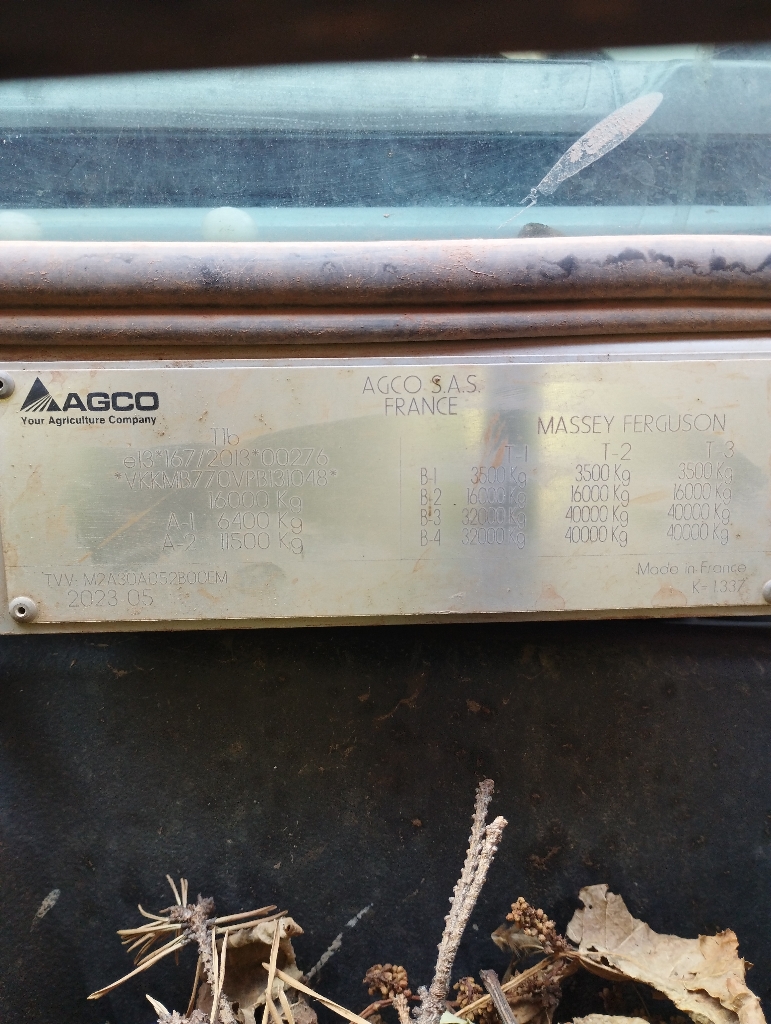 AGCO
Your Agriculture Company
AGCO S.A.S.
FRANCE
MASSEY FERGUSON
T1b
e13*167/2013*00276
16000 Kg
A-1 6400 Kg
A-2 11500 Kg
T-1 T-2 T-3
B-1 3500 Kg 3500 Kg 3500 Kg
B-2 16000 Kg 16000 Kg 16000 Kg
B-3 32000 Kg 40000 Kg 40000 Kg
B-4 32000 Kg 40000 Kg 40000 Kg
TVV-
2023 05
Made in France
K-1337